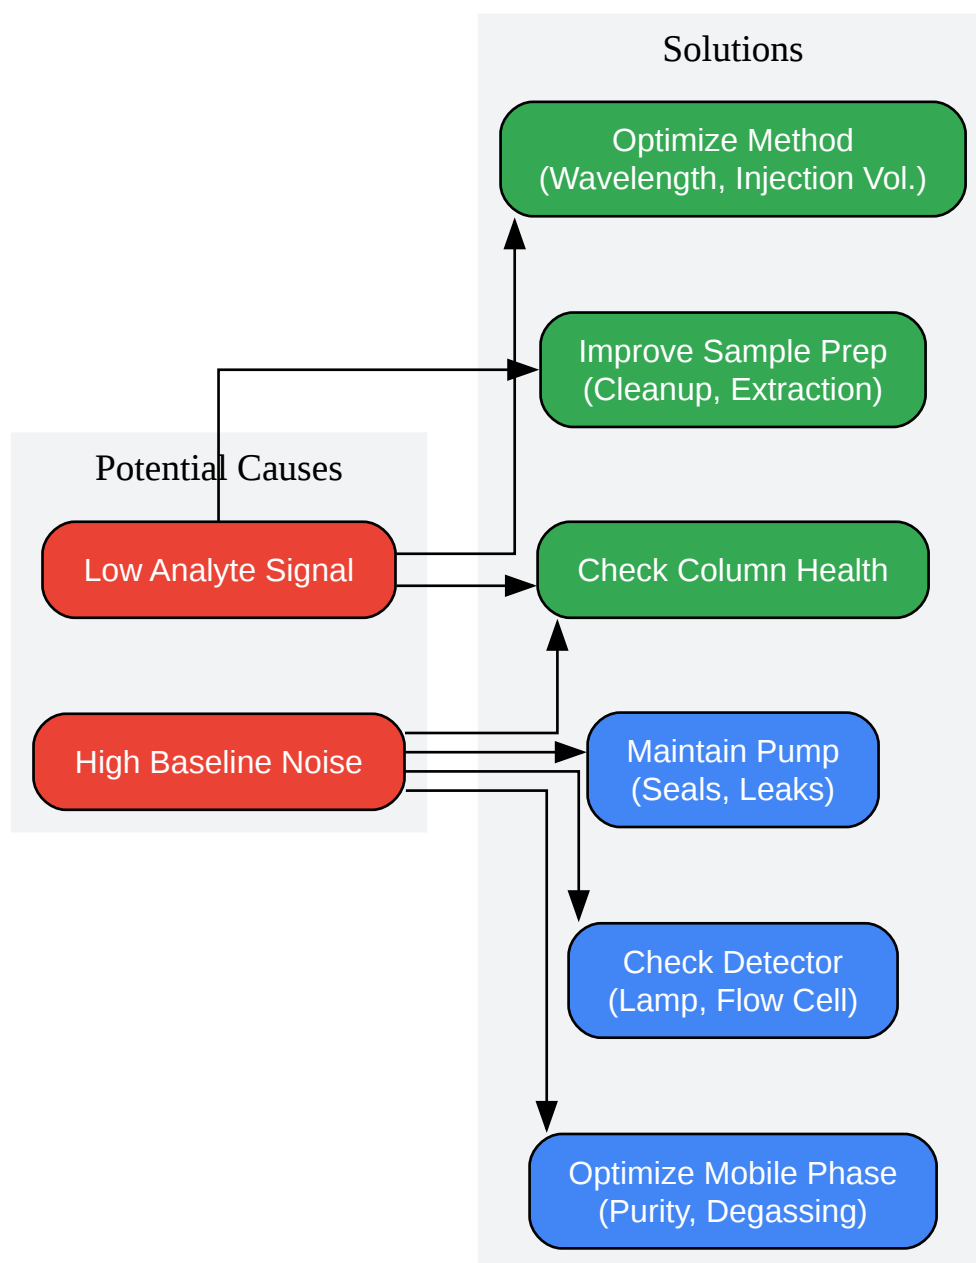 Solutions
Optimize Method
(Wavelength, Injection Vol.)
Improve Sample Prep
(Cleanup, Extraction)
Potential Causes
Low Analyte Signal
Check Column Health
High Baseline Noise
Maintain Pump
(Seals, Leaks)
Check Detector
(Lamp, Flow Cell)
Optimize Mobile Phase
(Purity, Degassing)